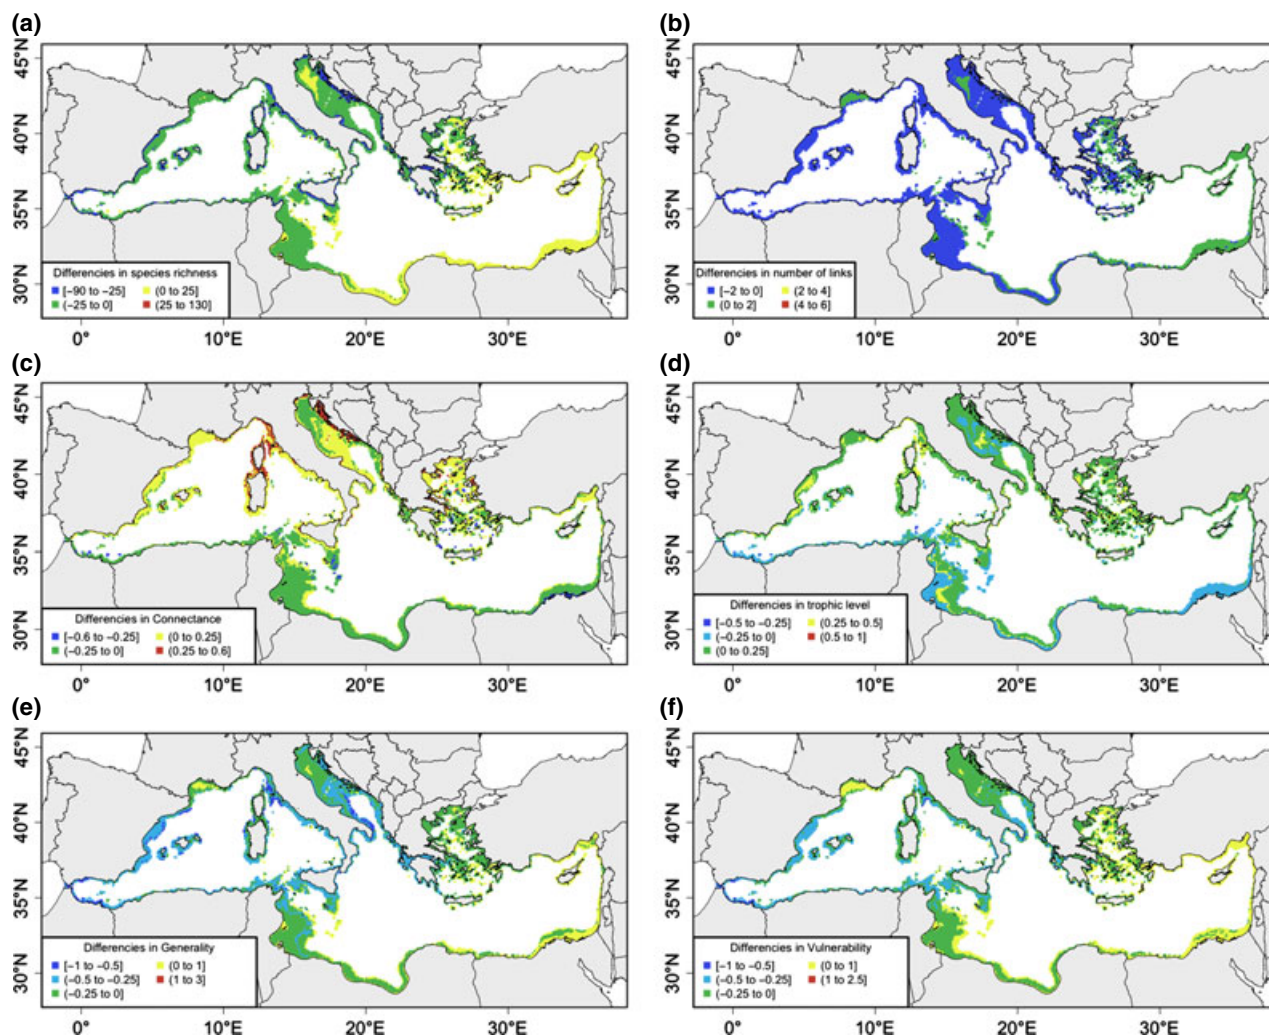 (a)
45°N
40°N
35°N
30°N
Differencies in species richness
[−90 to −25] (0 to 25]
(−25 to 0] (25 to 130]
0° 10°E 20°E 30°E
(b)
45°N
40°N
35°N
30°N
Differencies in number of links
[−2 to 0] (2 to 4]
(0 to 2] (4 to 6]
0° 10°E 20°E 30°E
(c)
45°N
40°N
35°N
30°N
Differencies in Connectance
[−0.6 to −0.25] (0 to 0.25]
(−0.25 to 0] (0.25 to 0.6]
0° 10°E 20°E 30°E
(d)
45°N
40°N
35°N
30°N
Differencies in trophic level
[−0.5 to −0.25] (0.25 to 0.5]
(−0.25 to 0] (0.5 to 1]
(0 to 0.25]
0° 10°E 20°E 30°E
(e)
45°N
40°N
35°N
30°N
Differencies in Generality
[−1 to −0.5] (0 to 1]
(−0.5 to −0.25] (1 to 3]
(−0.25 to 0]
0° 10°E 20°E 30°E
(f)
45°N
40°N
35°N
30°N
Differencies in Vulnerability
[−1 to −0.5] (0 to 1]
(−0.5 to −0.25] (1 to 2.5]
(−0.25 to 0]
0° 10°E 20°E 30°E